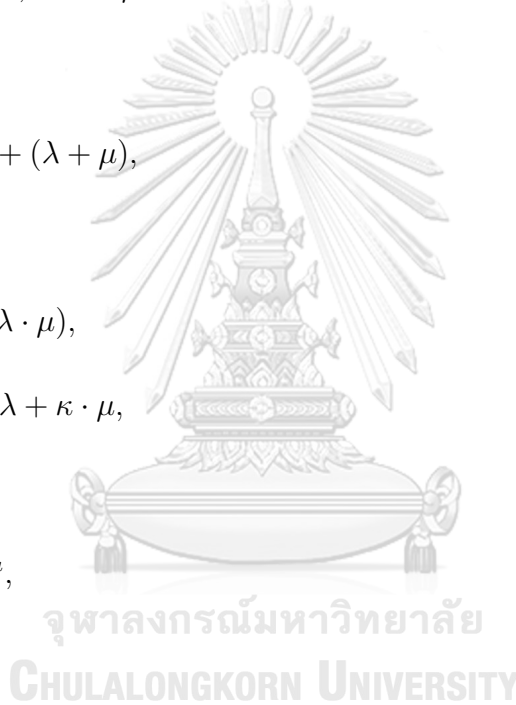 + (λ + μ),
λ · μ),
λ + κ · μ,
จุฬาลงกรณ์มหาวิทยาลัย
CHULALONGKORN UNIVERSITY